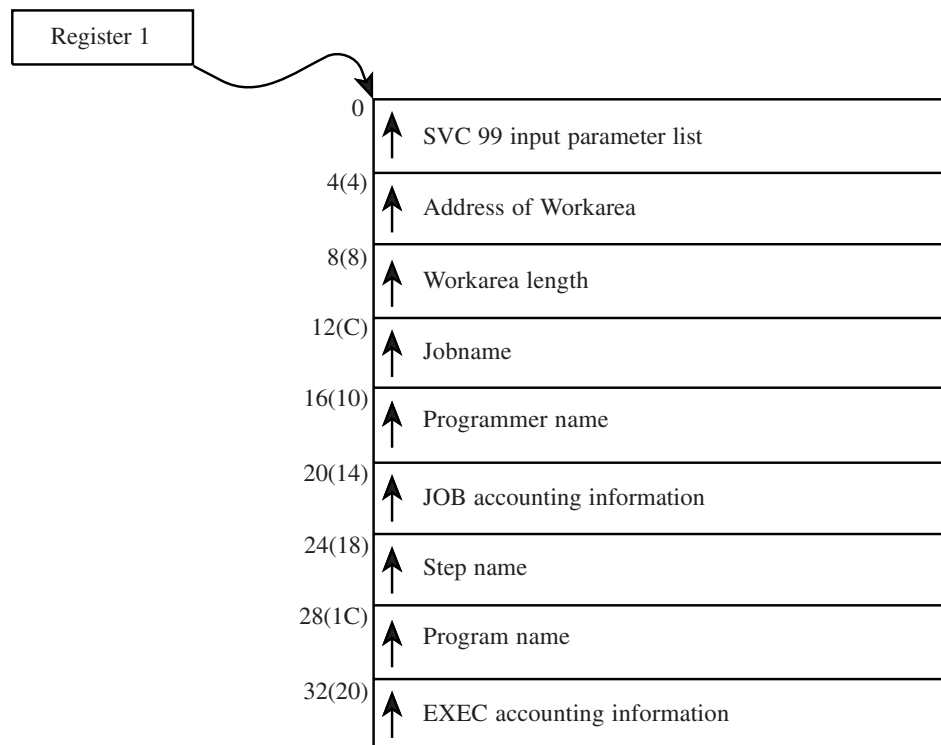 Register 1
0
SVC 99 input parameter list
4(4)
Address of Workarea
8(8)
Workarea length
12(C)
Jobname
16(10)
Programmer name
20(14)
JOB accounting information
24(18)
Step name
28(1C)
Program name
32(20)
EXEC accounting information